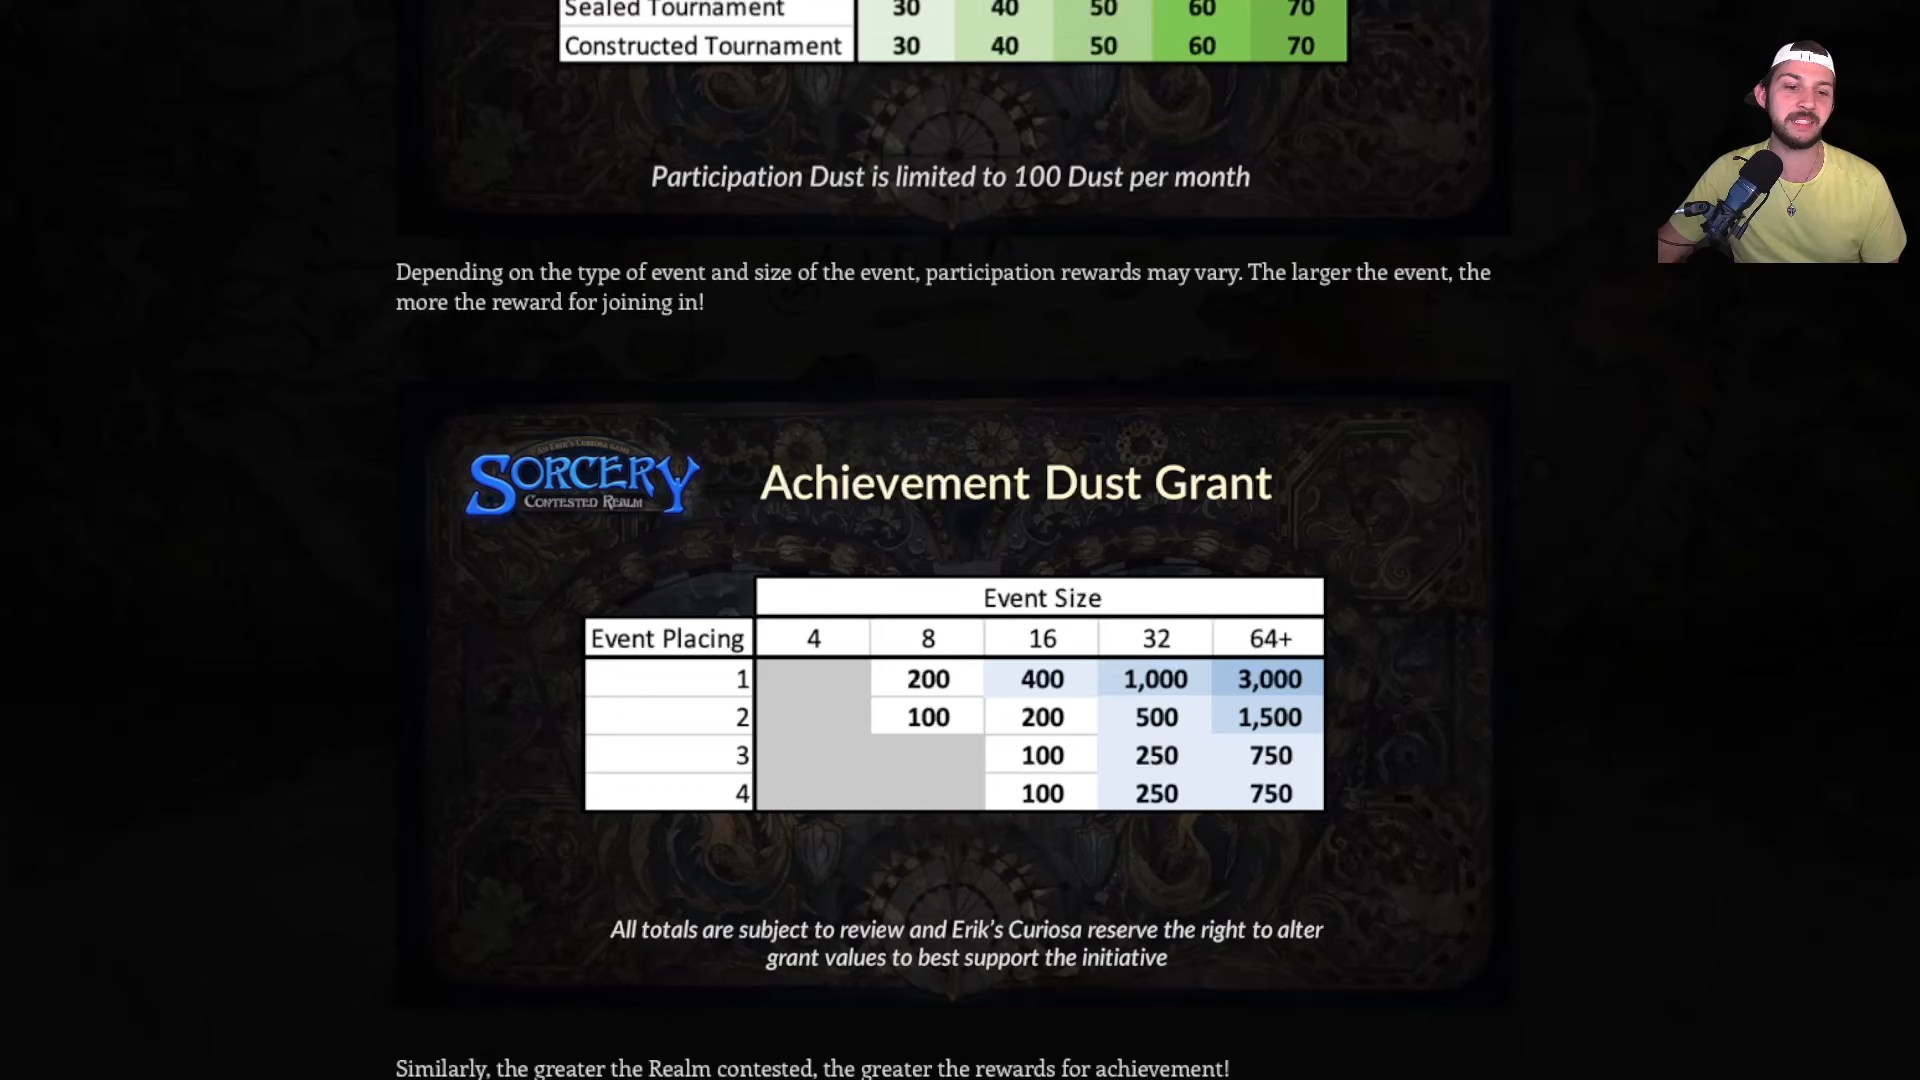 Sealed Tournament 30 40 50 60 70
Constructed Tournament 30 40 50 60 70
Participation Dust is limited to 100 Dust per month
Depending on the type of event and size of the event, participation rewards may vary. The larger the event, the
more the reward for joining in!
AN ERIK'S CURIOSA GAME
SORCERY
CONTESTED REALM
Achievement Dust Grant
Event Size
Event Placing 4 8 16 32 64+
1 200 400 1,000 3,000
2 100 200 500 1,500
3 100 250 750
4 100 250 750
All totals are subject to review and Erik's Curiosa reserve the right to alter
grant values to best support the initiative
Similarly, the greater the Realm contested, the greater the rewards for achievement!